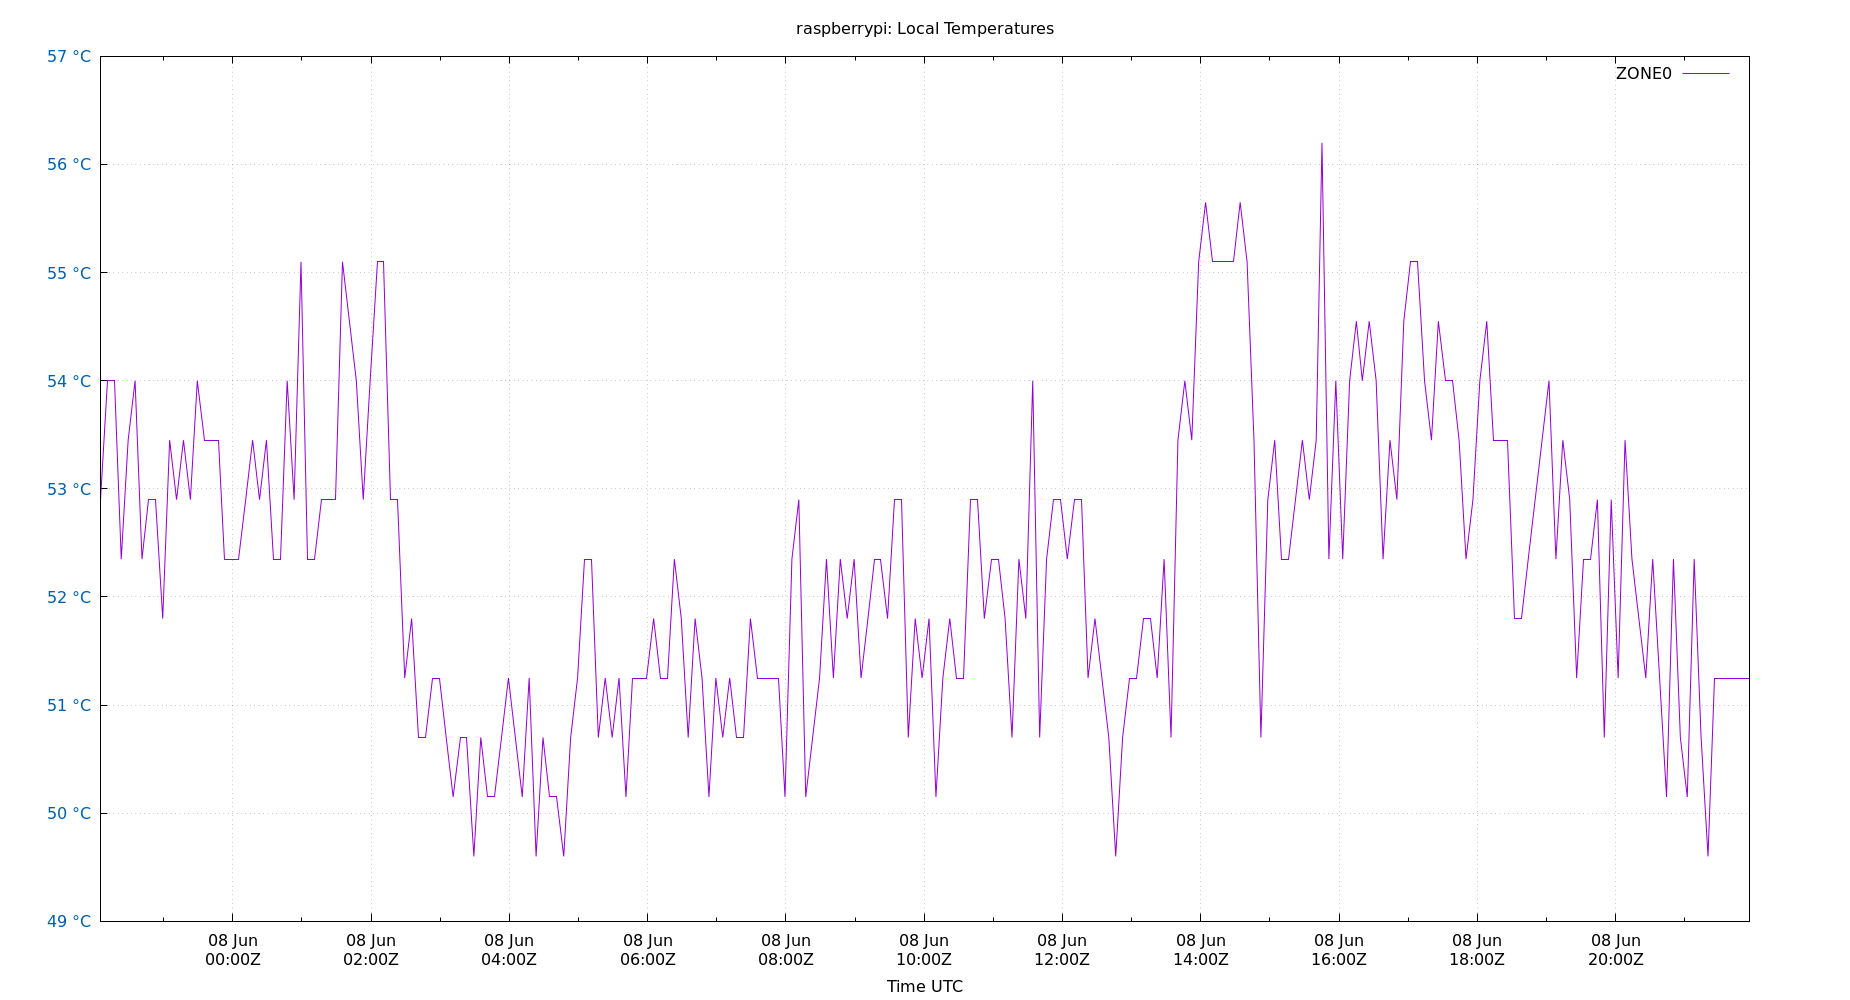 raspberrypi: Local Temperatures
57 °C
ZONE0
56 °C
55 °C
54 °C
53 °C
52 °C
51 °C
50 °C
49 °C
08 Jun 08 Jun 08 Jun 08 Jun 08 Jun 08 Jun 08 Jun 08 Jun 08 Jun 08 Jun 08 Jun
00:00Z 02:00Z 04:00Z 06:00Z 08:00Z 10:00Z 12:00Z 14:00Z 16:00Z 18:00Z 20:00Z
Time UTC